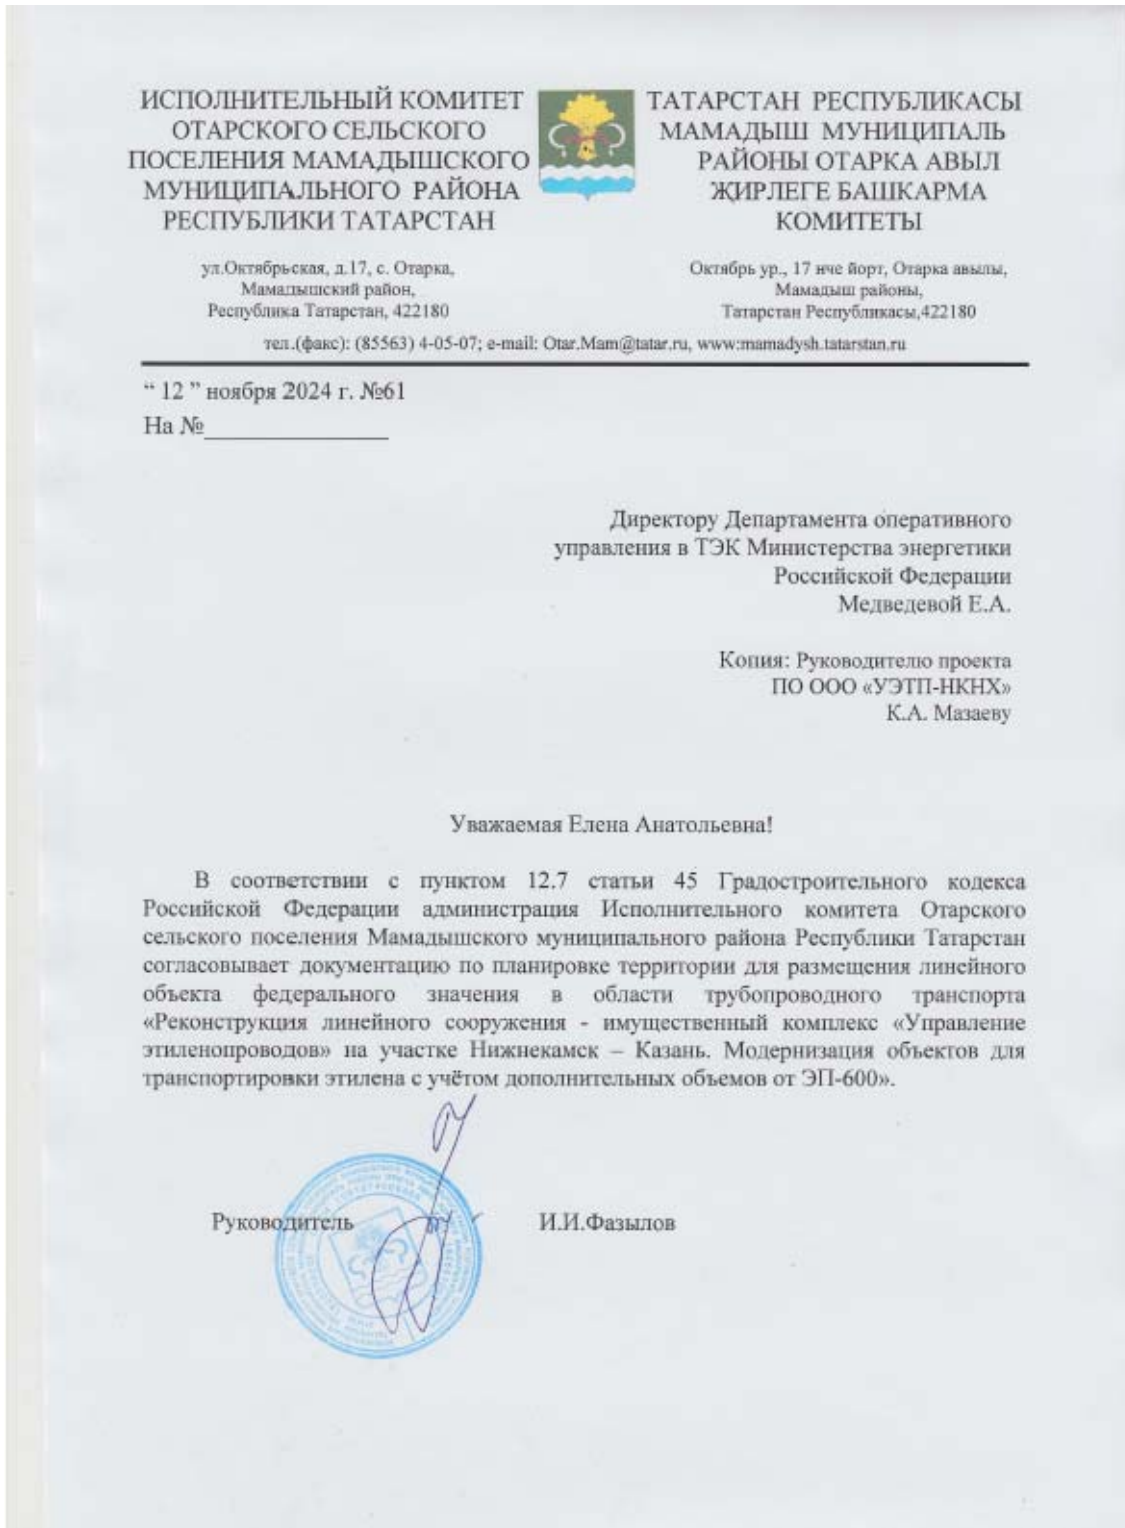 ИСПОЛНИТЕЛЬНЫЙ КОМИТЕТ
ОТАРСКОГО СЕЛЬСКОГО
ПОСЕЛЕНИЯ МАМАДЫШСКОГО
МУНИЦИПАЛЬНОГО РАЙОНА
РЕСПУБЛИКИ ТАТАРСТАН
ТАТАРСТАН РЕСПУБЛИКАСЫ
МАМАДЫШ МУНИЦИПАЛЬ
РАЙОНЫ ОТАРКА АВЫЛ
ҖИРЛЕГЕ БАШКАРМА
КОМИТЕТЫ
ул.Октябрьская, д.17, с. Отарка,
Мамадышский район,
Республика Татарстан, 422180
Октябрь ур., 17 нче йорт, Отарка авылы,
Мамадыш районы,
Татарстан Республикасы,422180
тел.(факс): (85563) 4-05-07; e-mail: Otar.Mam@tatar.ru, www:mamadysh.tatarstan.ru
“ 12 ” ноября 2024 г. №61
На №_______________
Директору Департамента оперативного
управления в ТЭК Министерства энергетики
Российской Федерации
Медведевой Е.А.
Копия: Руководителю проекта
ПО ООО «УЭТП-НКНХ»
К.А. Мазаеву
Уважаемая Елена Анатольевна!
В соответствии с пунктом 12.7 статьи 45 Градостроительного кодекса
Российской Федерации администрация Исполнительного комитета Отарского
сельского поселения Мамадышского муниципального района Республики Татарстан
согласовывает документацию по планировке территории для размещения линейного
объекта федерального значения в области трубопроводного транспорта
«Реконструкция линейного сооружения - имущественный комплекс «Управление
этиленопроводов» на участке Нижнекамск – Казань. Модернизация объектов для
транспортировки этилена с учётом дополнительных объемов от ЭП-600».
Руководитель И.И.Фазылов